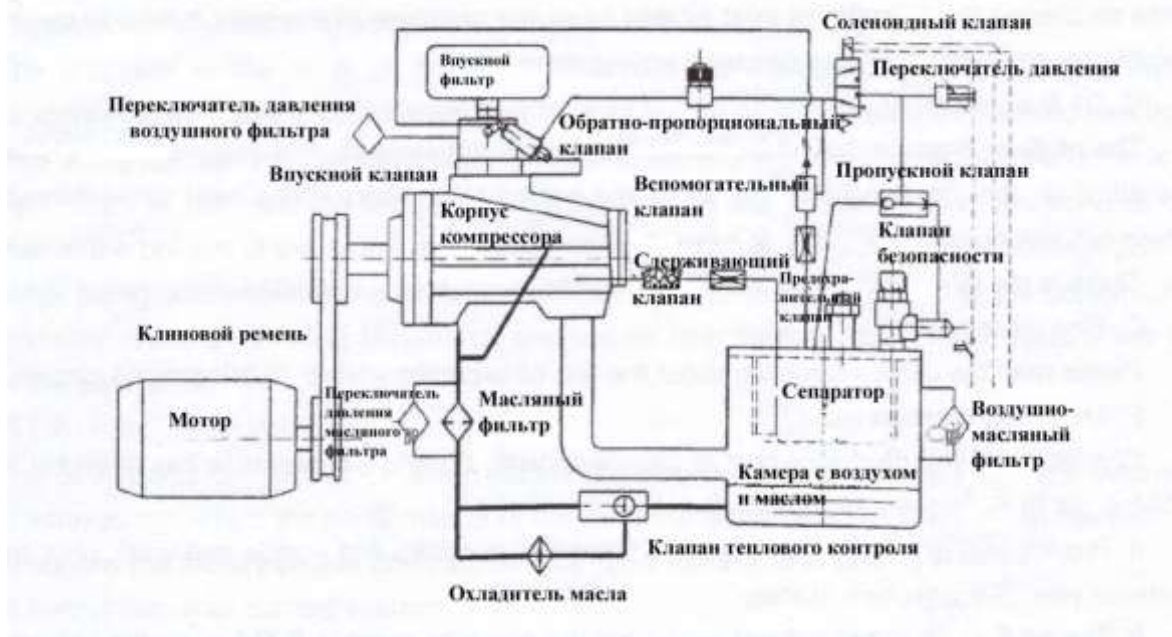 Соленоидный клапан
Впускной
фильтр
Переключатель давления
Переключатель давления
воздушного фильтра
Обратно-пропорциональный
клапан
Впускной клапан
Вспомогательный
клапан
Пропускной клапан
Корпус
компрессора
Клапан
безопасности
Сдерживающий
клапан
Предохра-
нительный
клапан
Клиновой ремень
Сепаратор
Мотор
Переключатель
давления
масляного
фильтра
Масляный
фильтр
Воздушно-
масляный
фильтр
Камера с воздухом
и маслом
Клапан теплового контроля
Охладитель масла